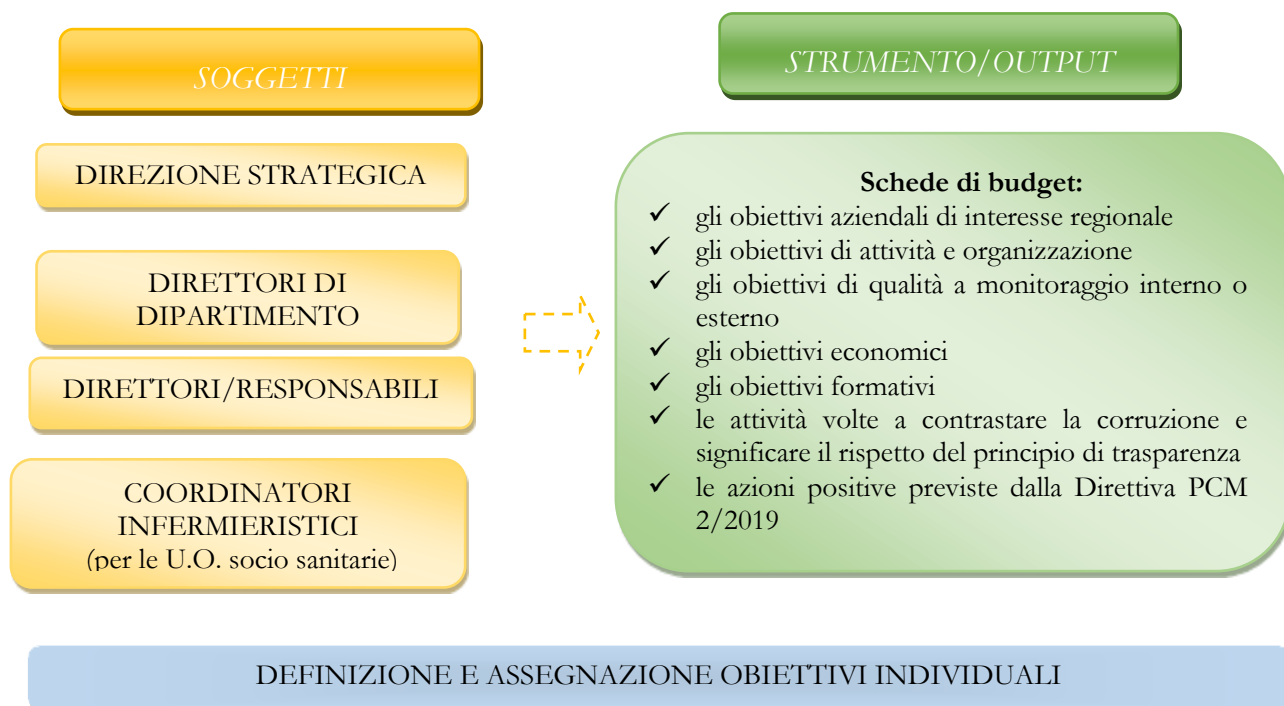 SOGGETTI
DIREZIONE STRATEGICA
DIRETTORI DI
DIPARTIMENTO
DIRETTORI/RESPONSABILI
COORDINATORI
INFERMIERISTICI
(per le U.O. socio sanitarie)
STRUMENTO/OUTPUT
Schede di budget:
✓ gli obiettivi aziendali di interesse regionale
✓ gli obiettivi di attività e organizzazione
✓ gli obiettivi di qualità a monitoraggio interno o
esterno
✓ gli obiettivi economici
✓ gli obiettivi formativi
✓ le attività volte a contrastare la corruzione e
significare il rispetto del principio di trasparenza
✓ le azioni positive previste dalla Direttiva PCM
2/2019
DEFINIZIONE E ASSEGNAZIONE OBIETTIVI INDIVIDUALI